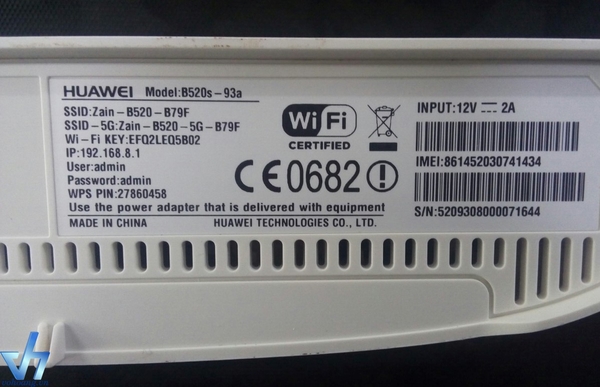 HUAWEI Model:B520s-93a
SSID:Zain-B520-B79F
SSID-5G:Zain-B520-5G-B79F
Wi-Fi KEY:EFQ2LEQ5B02
IP:192.168.8.1
User:admin
Password:admin
WPS PIN:27860458
Use the power adapter that is delivered with equipment
MADE IN CHINA HUAWEI TECHNOLOGIES CO., LTD.
Wi Fi
CERTIFIED
CE0682
INPUT:12V ⎓ 2A
IMEI:861452030741434
S/N:5209308000071644